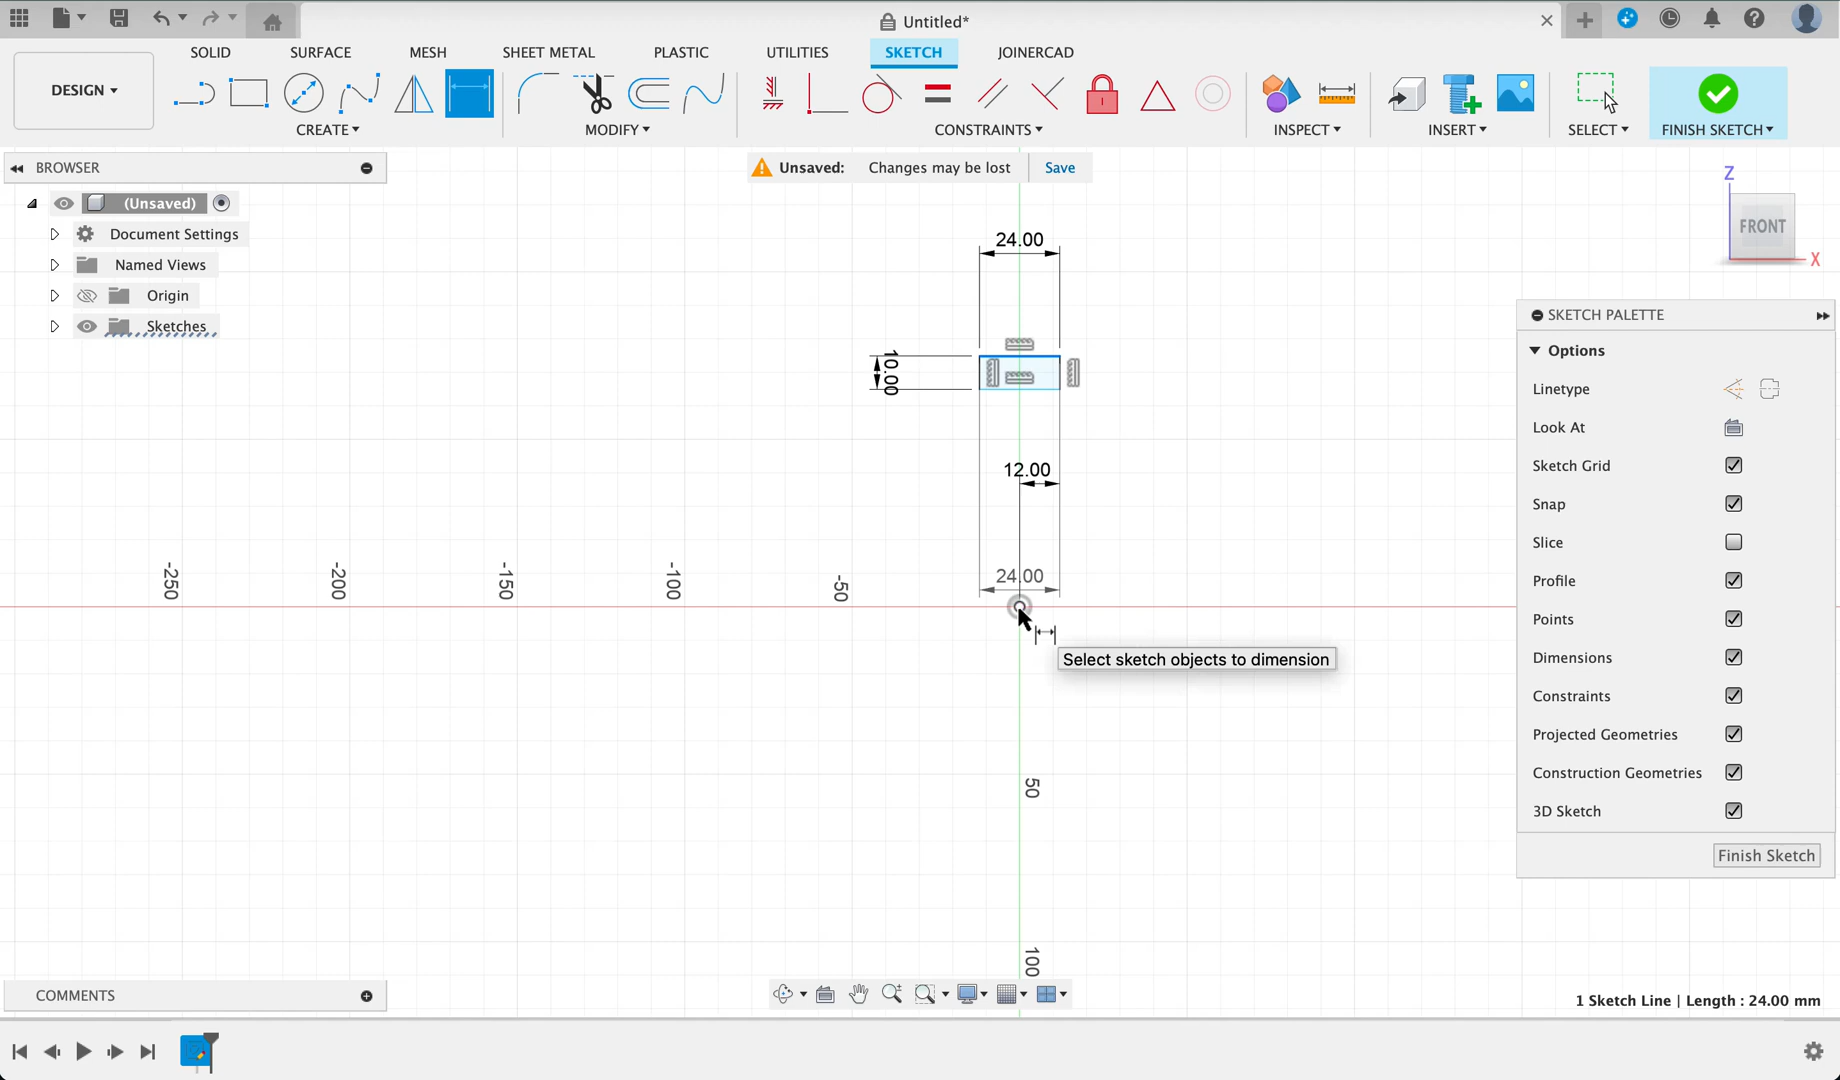 Untitled*
SOLID SURFACE MESH SHEET METAL PLASTIC UTILITIES SKETCH JOINERCAD
DESIGN
CREATE MODIFY CONSTRAINTS INSPECT INSERT SELECT FINISH SKETCH
BROWSER
Unsaved: Changes may be lost Save
(Unsaved)
Document Settings
Named Views
Origin
Sketches
Z
FRONT
X
24.00
10.00
12.00
24.00
-250
-200
-150
-100
-50
50
100
Select sketch objects to dimension
SKETCH PALETTE
Options
Linetype
Look At
Sketch Grid
Snap
Slice
Profile
Points
Dimensions
Constraints
Projected Geometries
Construction Geometries
3D Sketch
Finish Sketch
COMMENTS
1 Sketch Line | Length : 24.00 mm